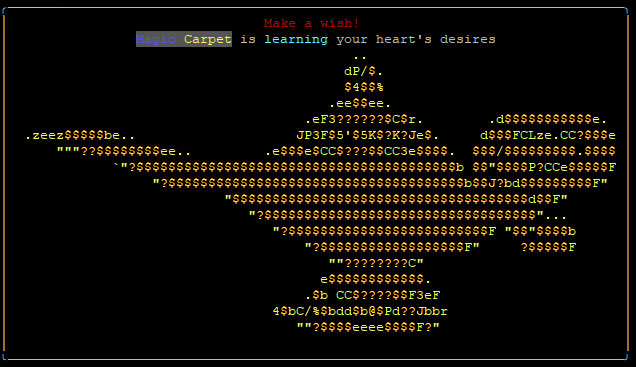 Make a wish!
Magic Carpet is learning your heart's desires
..
dP/$.
$4$$%
.ee$$ee.
.eF3??????$C$r. .d$$$$$$$$$$$e.
.zeez$$$$$be.. JP3F$5'$5K$?K?Je$. d$$$FCLze.CC?$$$e
"""??$$$$$$$$ee.. .e$$$e$CC$???$$CC3e$$$$. $$$/$$$$$$$$$.$$$$
`"?$$$$$$$$$$$$$$$$$$$$$$$$$$$$$$$$$$$$$$$$b $$"$$$$P?CCe$$$$$F
"?$$$$$$$$$$$$$$$$$$$$$$$$$$$$$$$$$$$$$b$$J?bd$$$$$$$$$F"
"$$$$$$$$$$$$$$$$$$$$$$$$$$$$$$$$$$$$$d$$F"
"?$$$$$$$$$$$$$$$$$$$$$$$$$$$$$$$$$$"...
"?$$$$$$$$$$$$$$$$$$$$$$$$$F "$$"$$$$b
"?$$$$$$$$$$$$$$$$$$F" ?$$$$$F
""????????C"
e$$$$$$$$$$$$.
.$b CC$????$$F3eF
4$bC/%$bdd$b@$Pd??Jbbr
""?$$$$eeee$$$$F?"